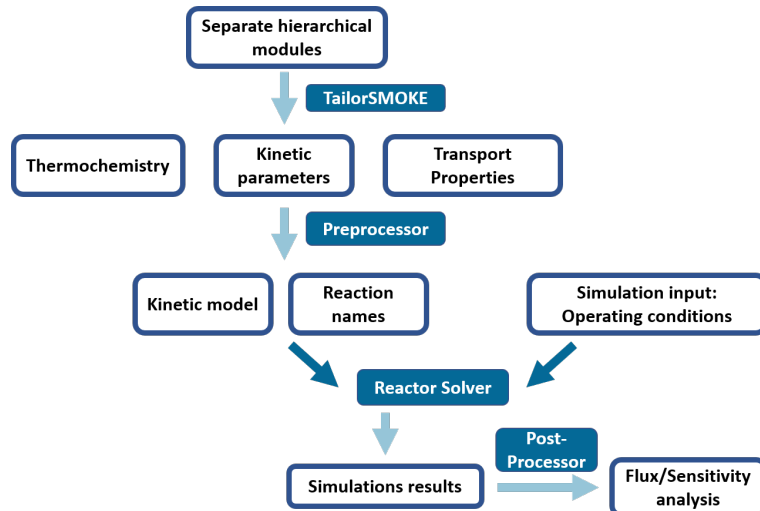 Separate hierarchical
modules
TailorSMOKE
Thermochemistry
Kinetic
parameters
Transport
Properties
Preprocessor
Kinetic model
Reaction
names
Simulation input:
Operating conditions
Reactor Solver
Post-
Processor
Simulations results
Flux/Sensitivity
analysis